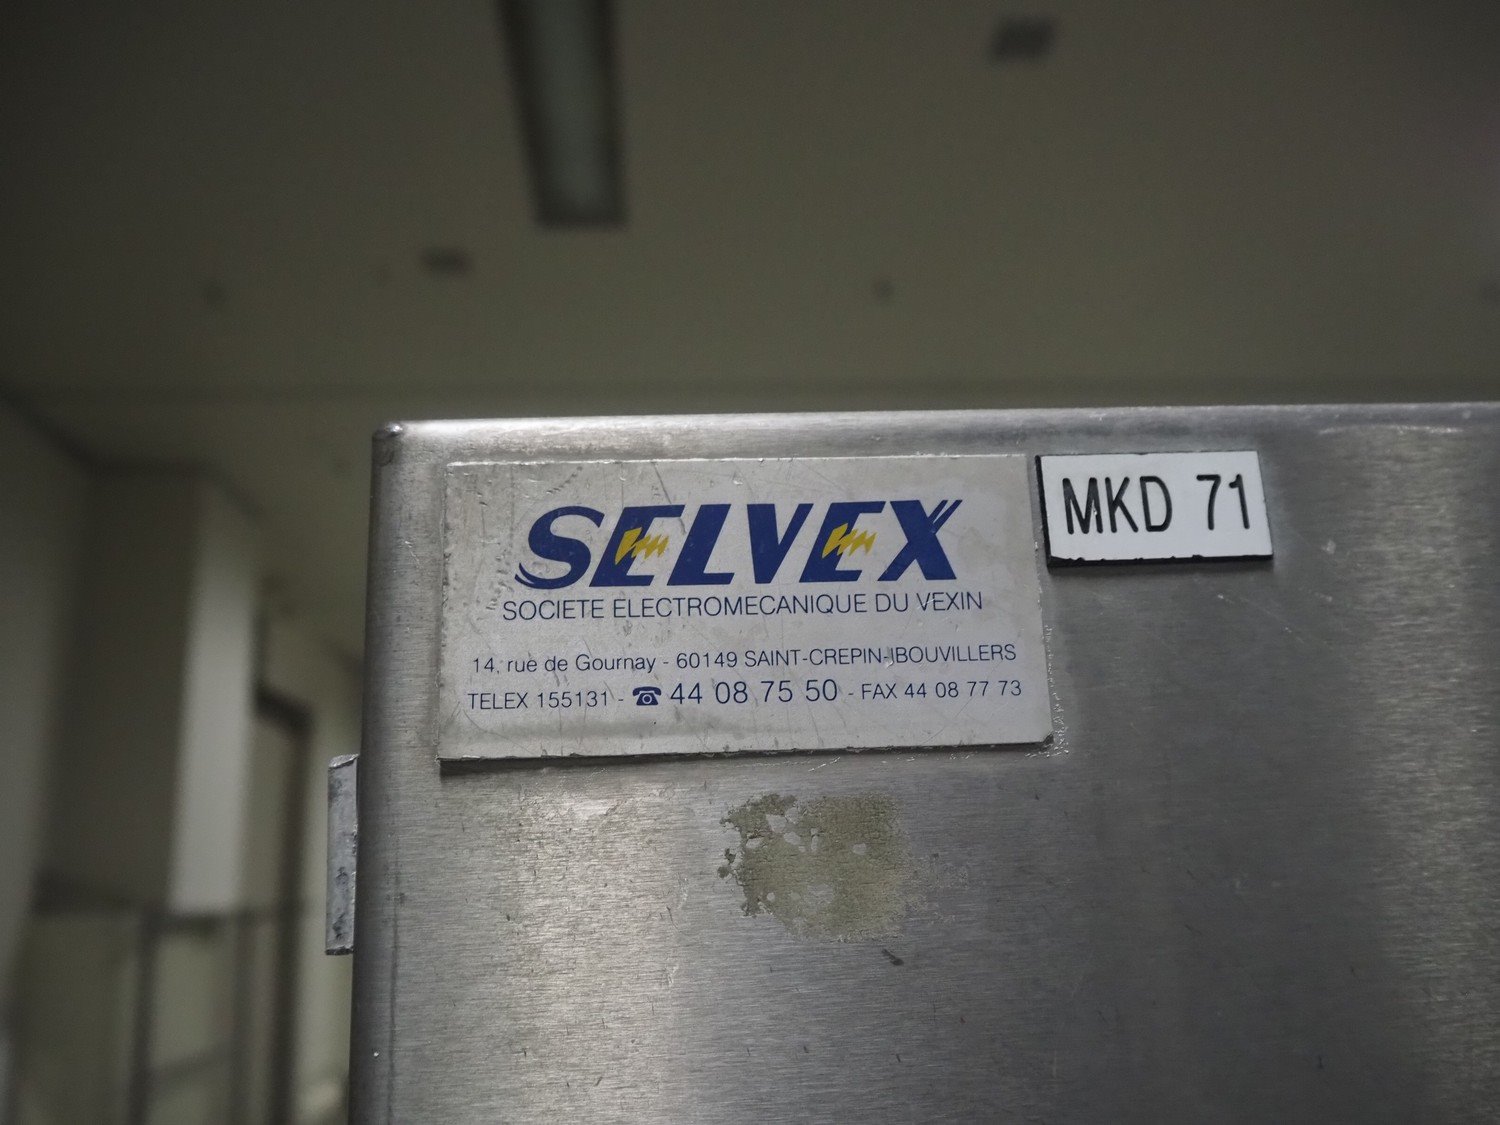 SELVEX
SOCIETE ELECTROMECANIQUE DU VEXIN
14, rue de Gournay - 60149 SAINT-CREPIN-IBOUVILLERS
TELEX 155131 - ☎ 44 08 75 50 - FAX 44 08 77 73
MKD 71